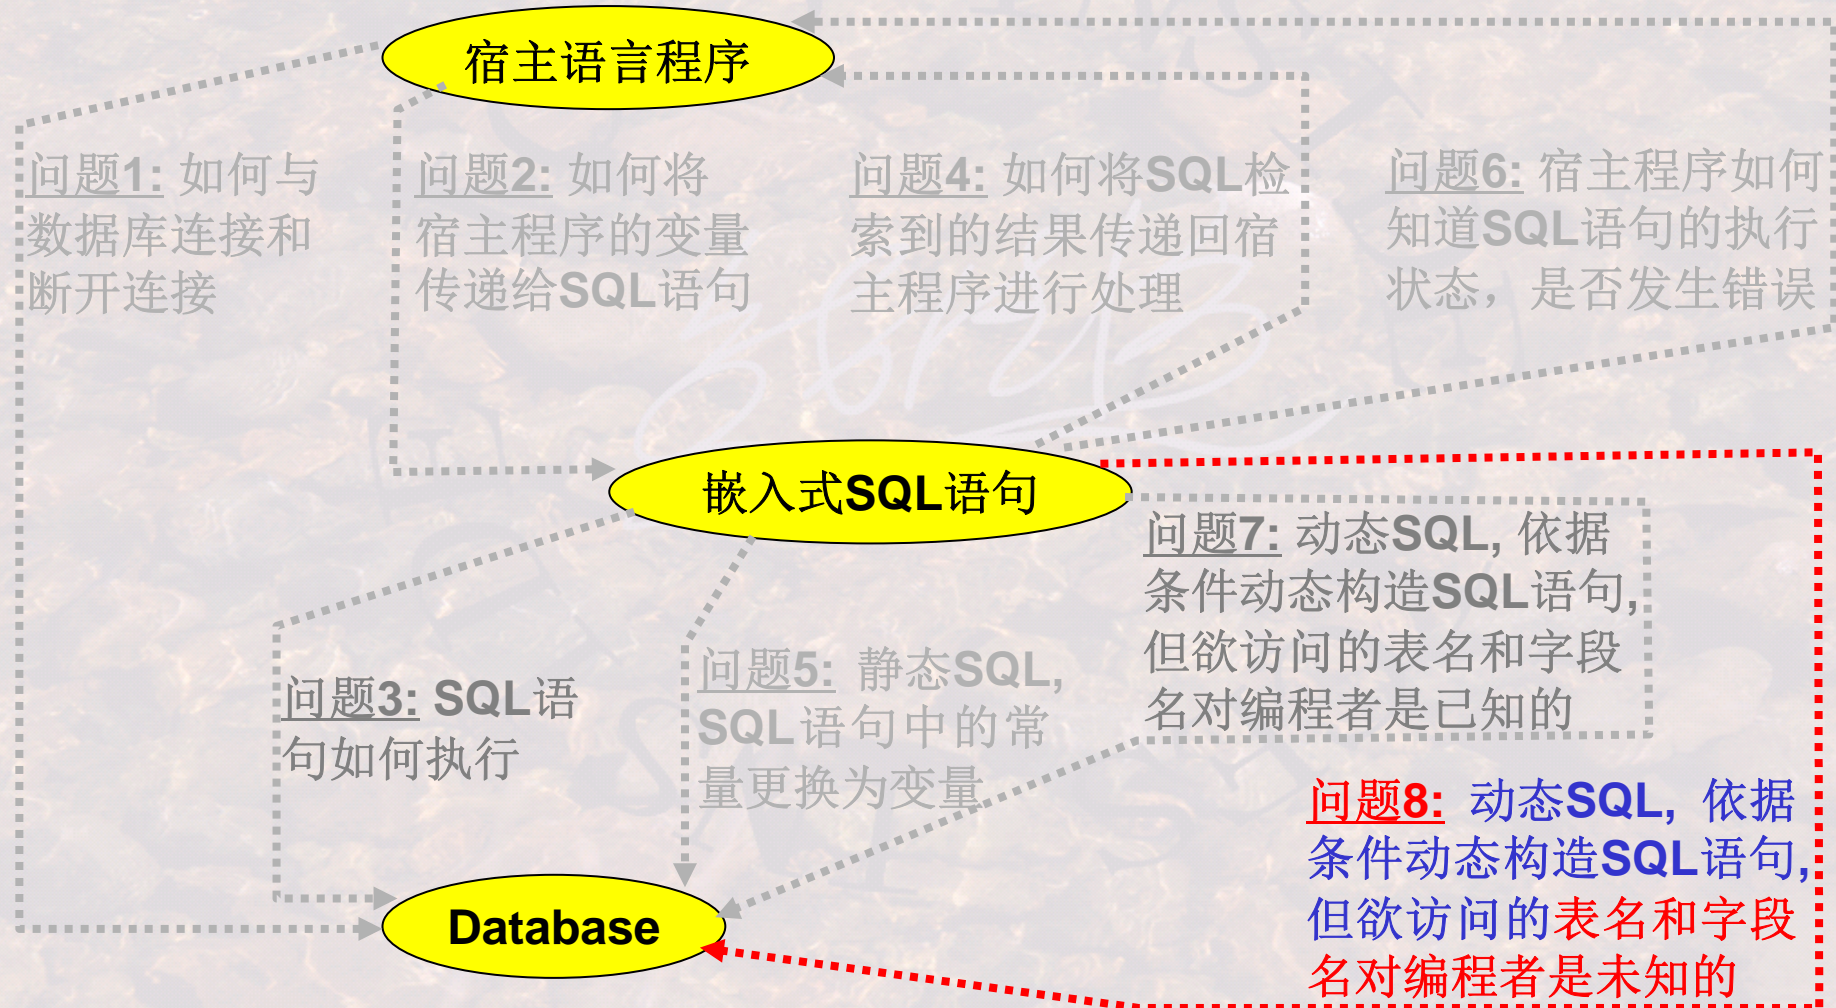 宿主语言程序
问题1: 如何与
数据库连接和
断开连接
问题2: 如何将
宿主程序的变量
传递给SQL语句
问题4: 如何将SQL检
索到的结果传递回宿
主程序进行处理
问题6: 宿主程序如何
知道SQL语句的执行
状态，是否发生错误
嵌入式SQL语句
问题7: 动态SQL, 依据
条件动态构造SQL语句,
但欲访问的表名和字段
名对编程者是已知的
问题3: SQL语
句如何执行
问题5: 静态SQL,
SQL语句中的常
量更换为变量
问题8: 动态SQL, 依据
条件动态构造SQL语句,
但欲访问的表名和字段
名对编程者是未知的
Database